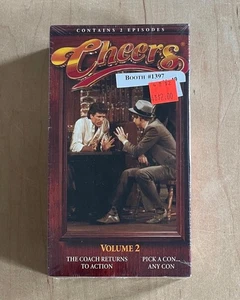 CONTAINS 2 EPISODES
Cheers
BOOTH #1397
VOLUME 2
THE COACH RETURNS
TO ACTION
PICK A CON...
ANY CON